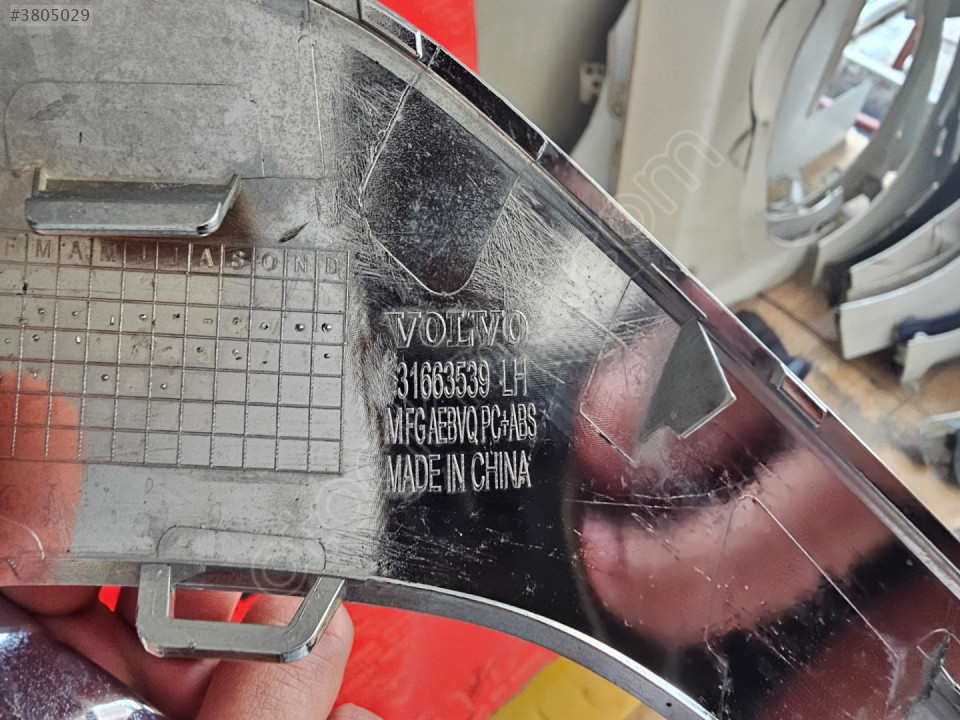 #3805029
F M A M J J A S O N D
VOLVO
31663539 LH
MFG AEBVQ PC+ABS
MADE IN CHINA